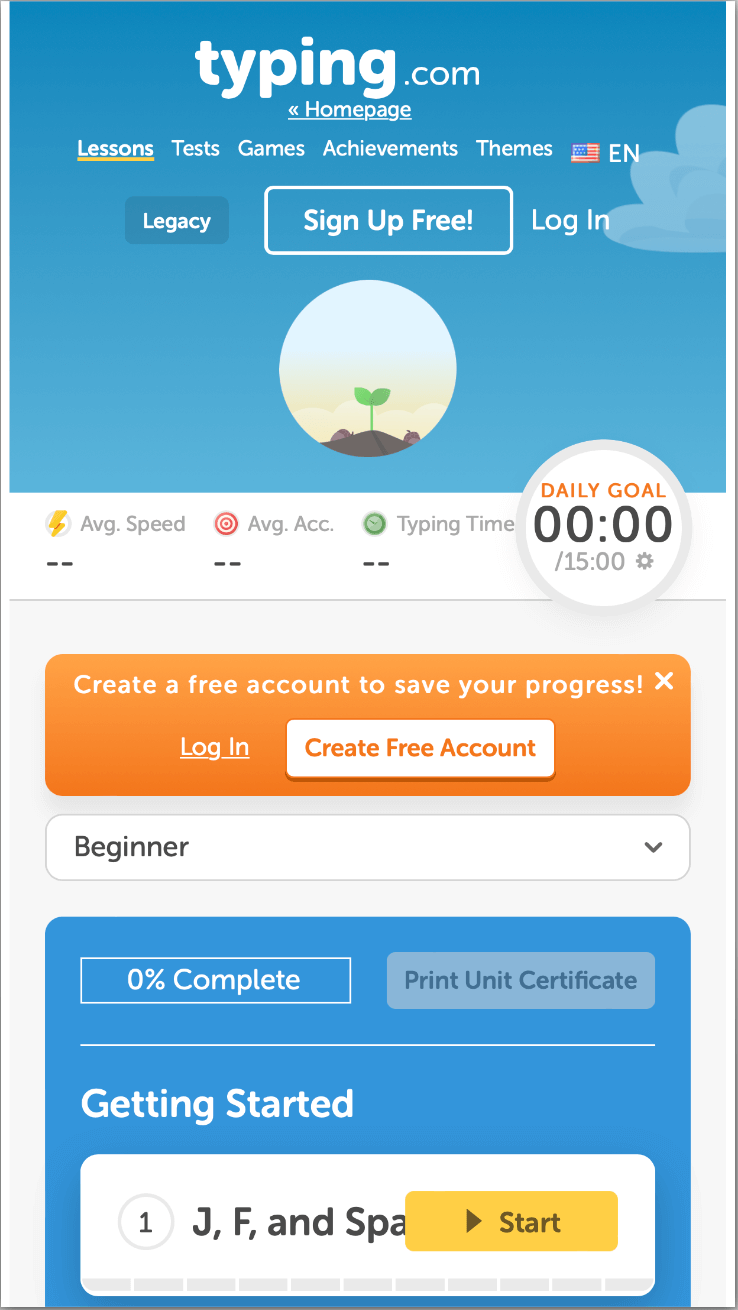 typing.com
« Homepage
Lessons Tests Games Achievements Themes EN
Legacy Sign Up Free! Log In
DAILY GOAL
00:00
/15:00
Avg. Speed Avg. Acc. Typing Time
-- -- --
Create a free account to save your progress!
Log In Create Free Account
Beginner
0% Complete Print Unit Certificate
Getting Started
1 J, F, and Spa Start